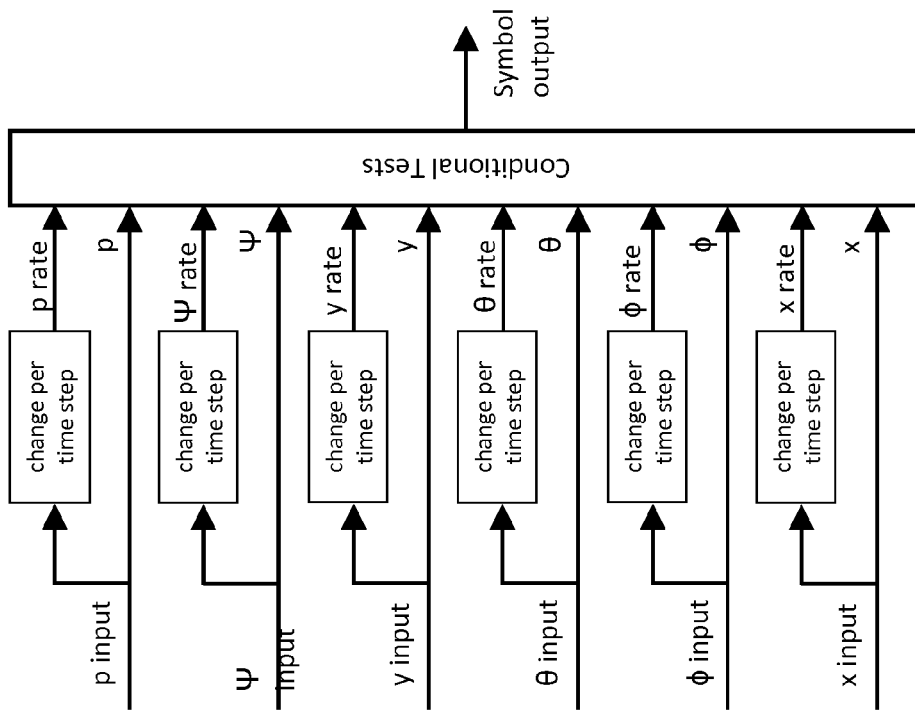 Symbol
output
Conditional Tests
p rate
p
change per
time step
p input
Ψ rate
Ψ
change per
time step
Ψ
input
y rate
y
change per
time step
y input
θ rate
θ
change per
time step
θ input
ϕ rate
ϕ
change per
time step
ϕ input
x rate
x
change per
time step
x input